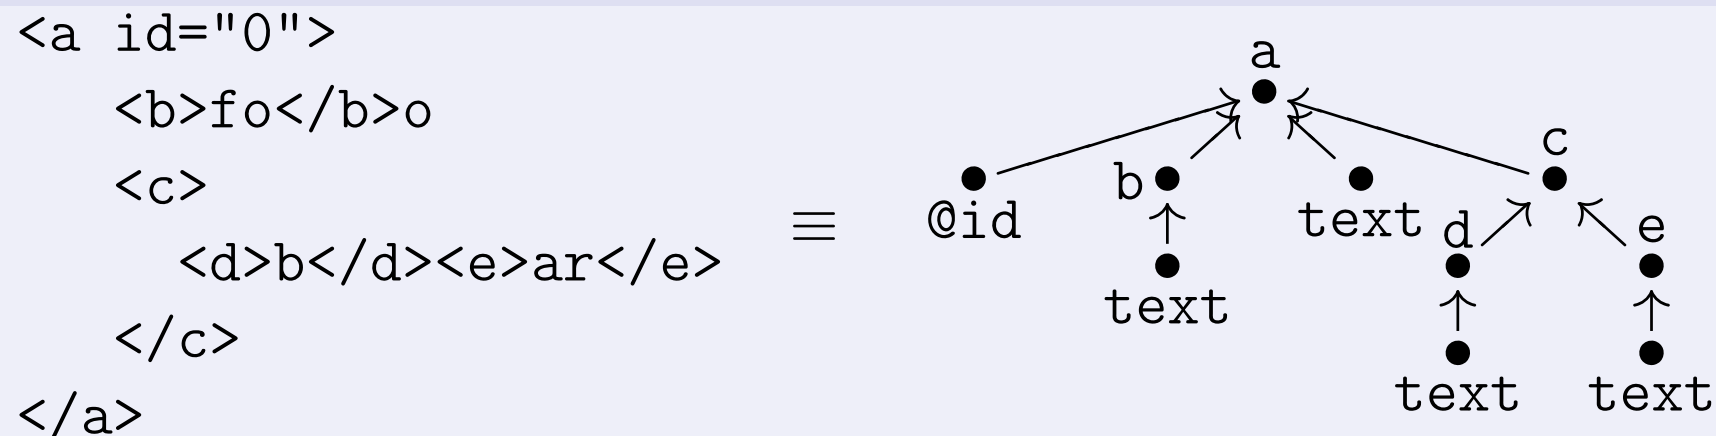 <a id="0">
<b>fo</b>o
<c>
<d>b</d><e>ar</e>
</c>
</a>
≡
a
c
b
@id
text
d
e
text
text
text